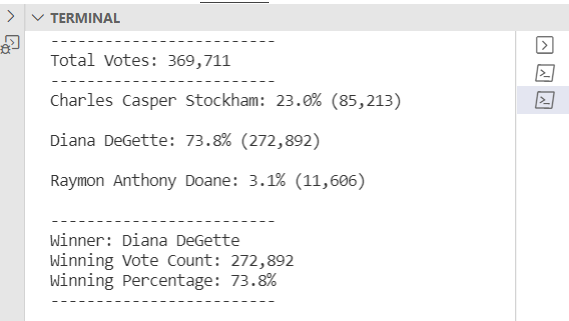 TERMINAL
-------------------------
Total Votes: 369,711
-------------------------
Charles Casper Stockham: 23.0% (85,213)
Diana DeGette: 73.8% (272,892)
Raymon Anthony Doane: 3.1% (11,606)
-------------------------
Winner: Diana DeGette
Winning Vote Count: 272,892
Winning Percentage: 73.8%
-------------------------